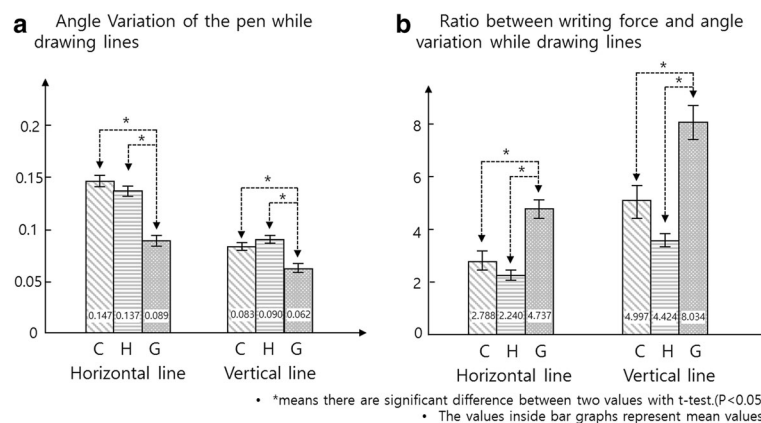 a Angle Variation of the pen while
drawing lines
0.2
0.15
0.1
0.05
0
* * * *
0.147 0.137 0.089 0.083 0.090 0.062
C H G C H G
Horizontal line Vertical line
b Ratio between writing force and angle
variation while drawing lines
8
6
4
2
0
* * * *
2.788 2.240 4.737 4.997 4.424 8.034
C H G C H G
Horizontal line Vertical line
• *means there are significant difference between two values with t-test.(P<0.05
• The values inside bar graphs represent mean values